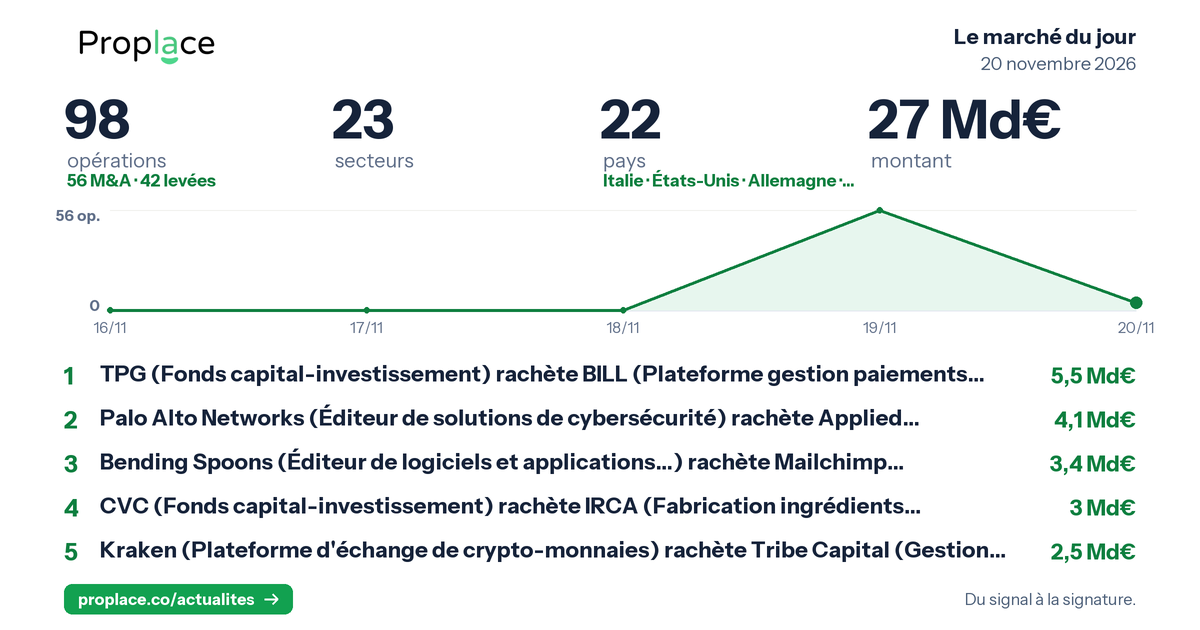 Proplace
Le marché du jour
20 novembre 2026
98
opérations
56 M&A · 42 levées
23
secteurs
22
pays
Italie · États-Unis · Allemagne ·...
27 Md€
montant
56 op.
0
16/11
17/11
18/11
19/11
20/11
1 TPG (Fonds capital-investissement) rachète BILL (Plateforme gestion paiements... 5,5 Md€
2 Palo Alto Networks (Éditeur de solutions de cybersécurité) rachète Applied... 4,1 Md€
3 Bending Spoons (Éditeur de logiciels et applications...) rachète Mailchimp... 3,4 Md€
4 CVC (Fonds capital-investissement) rachète IRCA (Fabrication ingrédients... 3 Md€
5 Kraken (Plateforme d'échange de crypto-monnaies) rachète Tribe Capital (Gestion... 2,5 Md€
proplace.co/actualites →
Du signal à la signature.